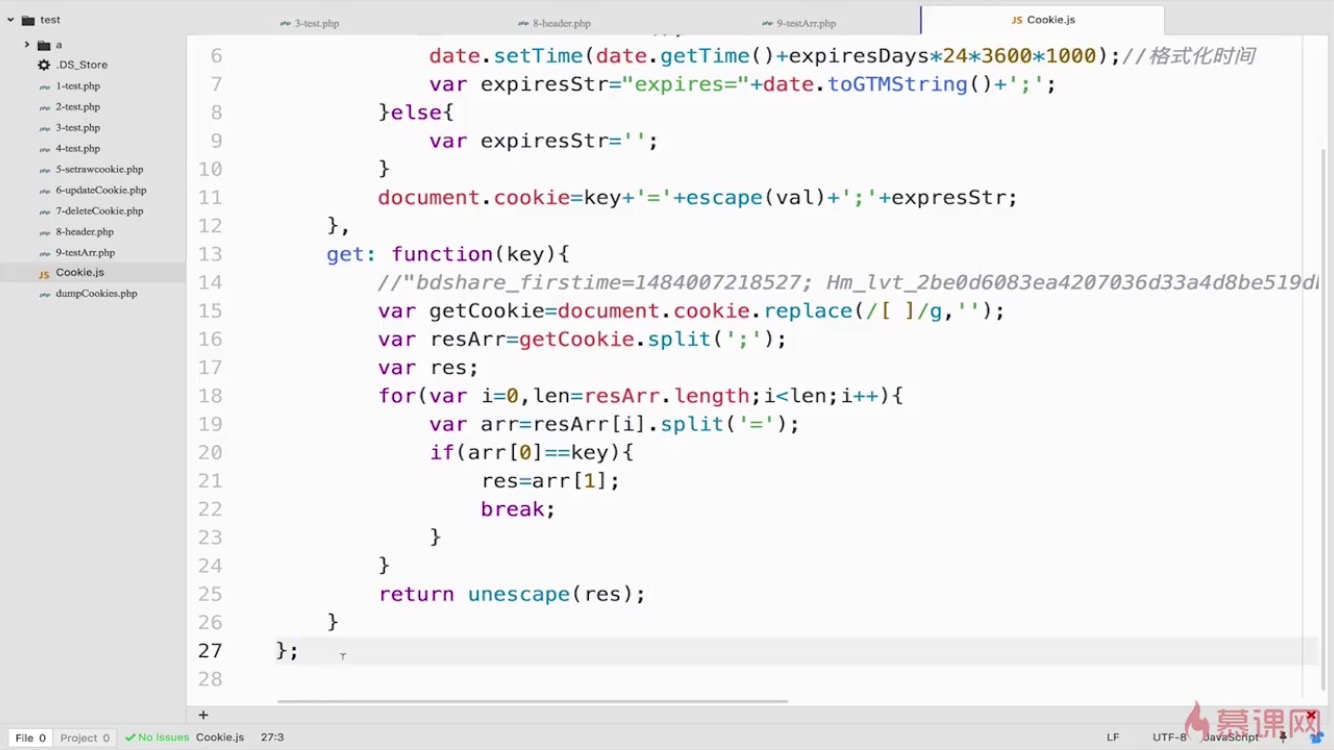 test
3-test.php
8-header.php
9-testArr.php
JS Cookie.js
a
.DS_Store
1-test.php
2-test.php
3-test.php
4-test.php
5-setrawcookie.php
6-updateCookie.php
7-deleteCookie.php
8-header.php
9-testArr.php
JS Cookie.js
dumpCookies.php
6 date.setTime(date.getTime()+expiresDays*24*3600*1000);//格式化时间
7 var expiresStr="expires="+date.toGTMString()+';';
8 }else{
9 var expiresStr='';
10 }
11 document.cookie=key+'='+escape(val)+';'+expresStr;
12 },
13 get: function(key){
14 //"bdshare_firstime=1484007218527; Hm_lvt_2be0d6083ea4207036d33a4d8be519d
15 var getCookie=document.cookie.replace(/[ ]/g,'');
16 var resArr=getCookie.split(';');
17 var res;
18 for(var i=0,len=resArr.length;i<len;i++){
19 var arr=resArr[i].split('=');
20 if(arr[0]==key){
21 res=arr[1];
22 break;
23 }
24 }
25 return unescape(res);
26 }
27 };
28
+
File 0 Project 0 No Issues Cookie.js 27:3 LF UTF-8 JavaScript
慕课网